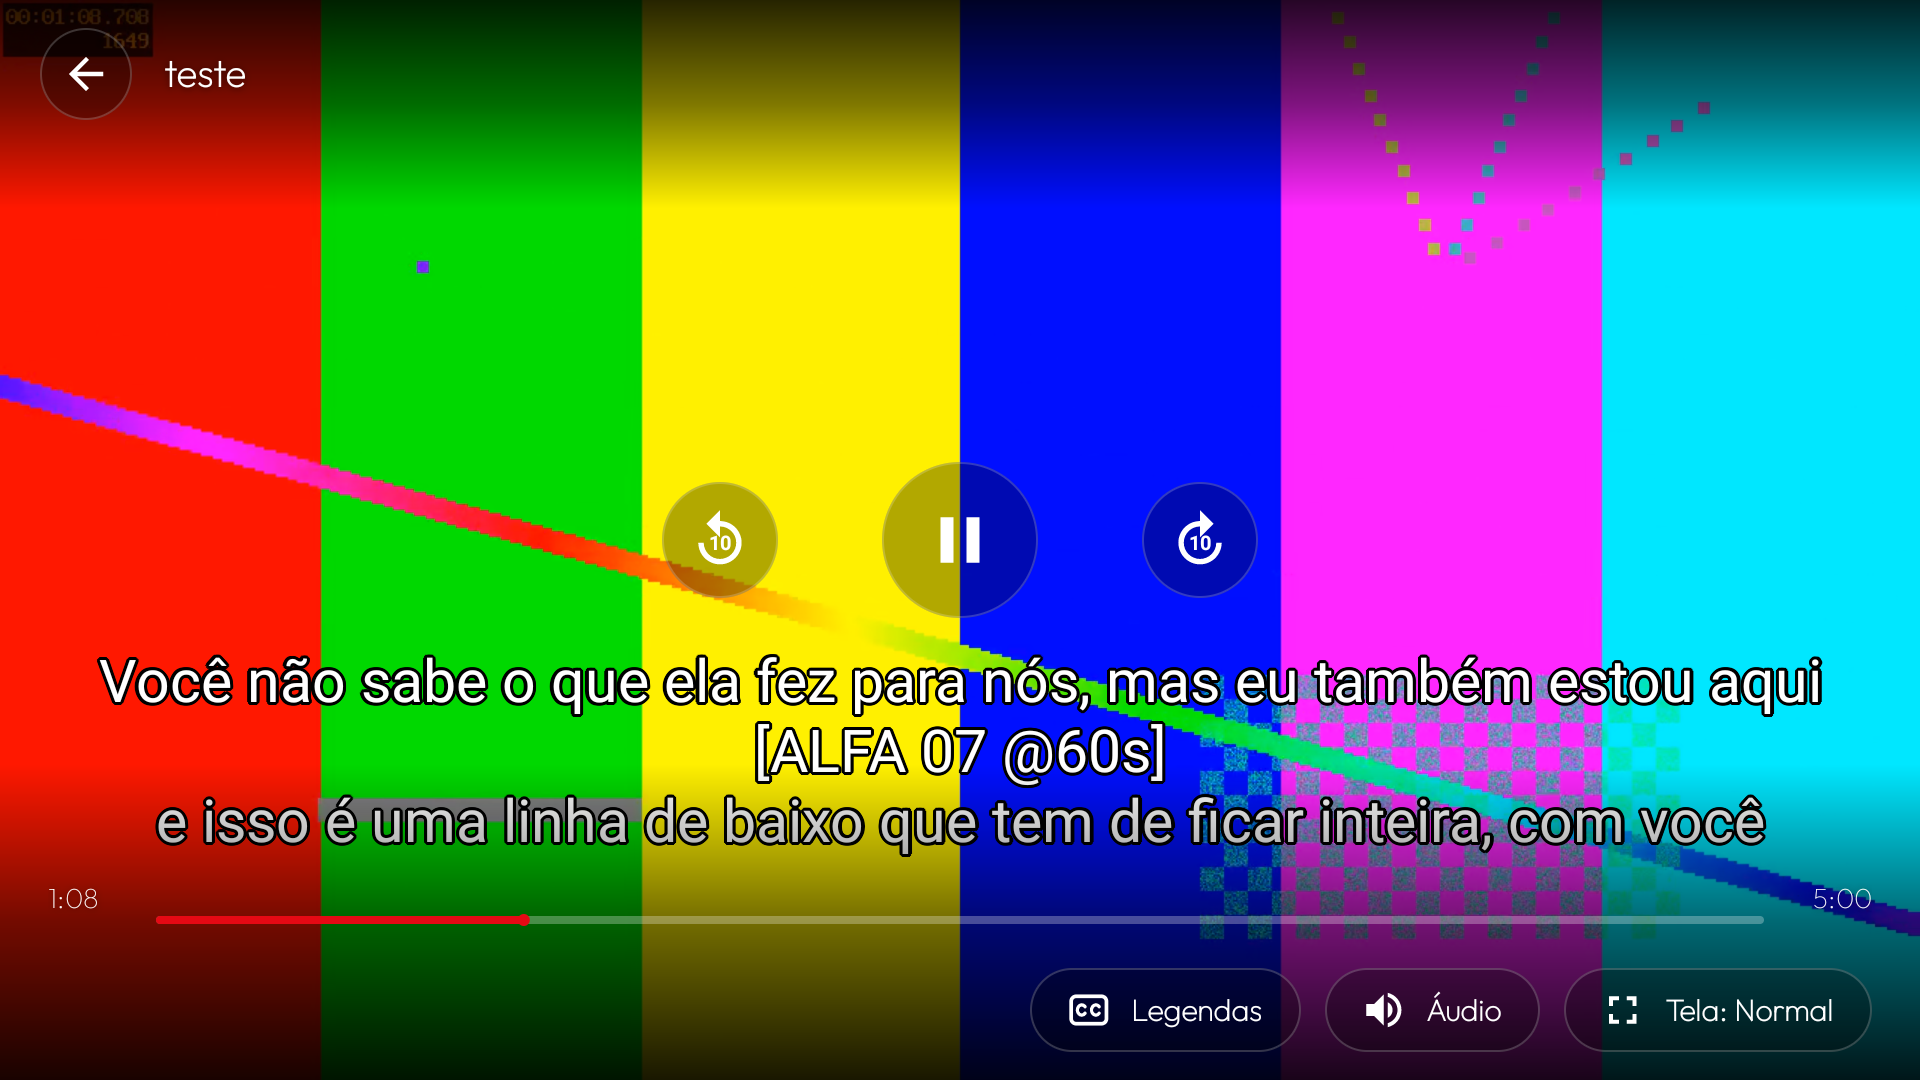 00:01:08.708
1649
teste
10
10
Você não sabe o que ela fez para nós, mas eu também estou aqui
[ALFA 07 @60s]
e isso é uma linha de baixo que tem de ficar inteira, com você
1:08
5:00
CC Legendas
Áudio
Tela: Normal